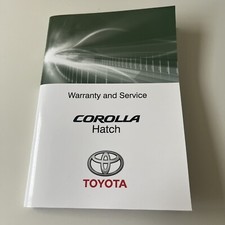 Warranty and Service
COROLLA
Hatch
TOYOTA